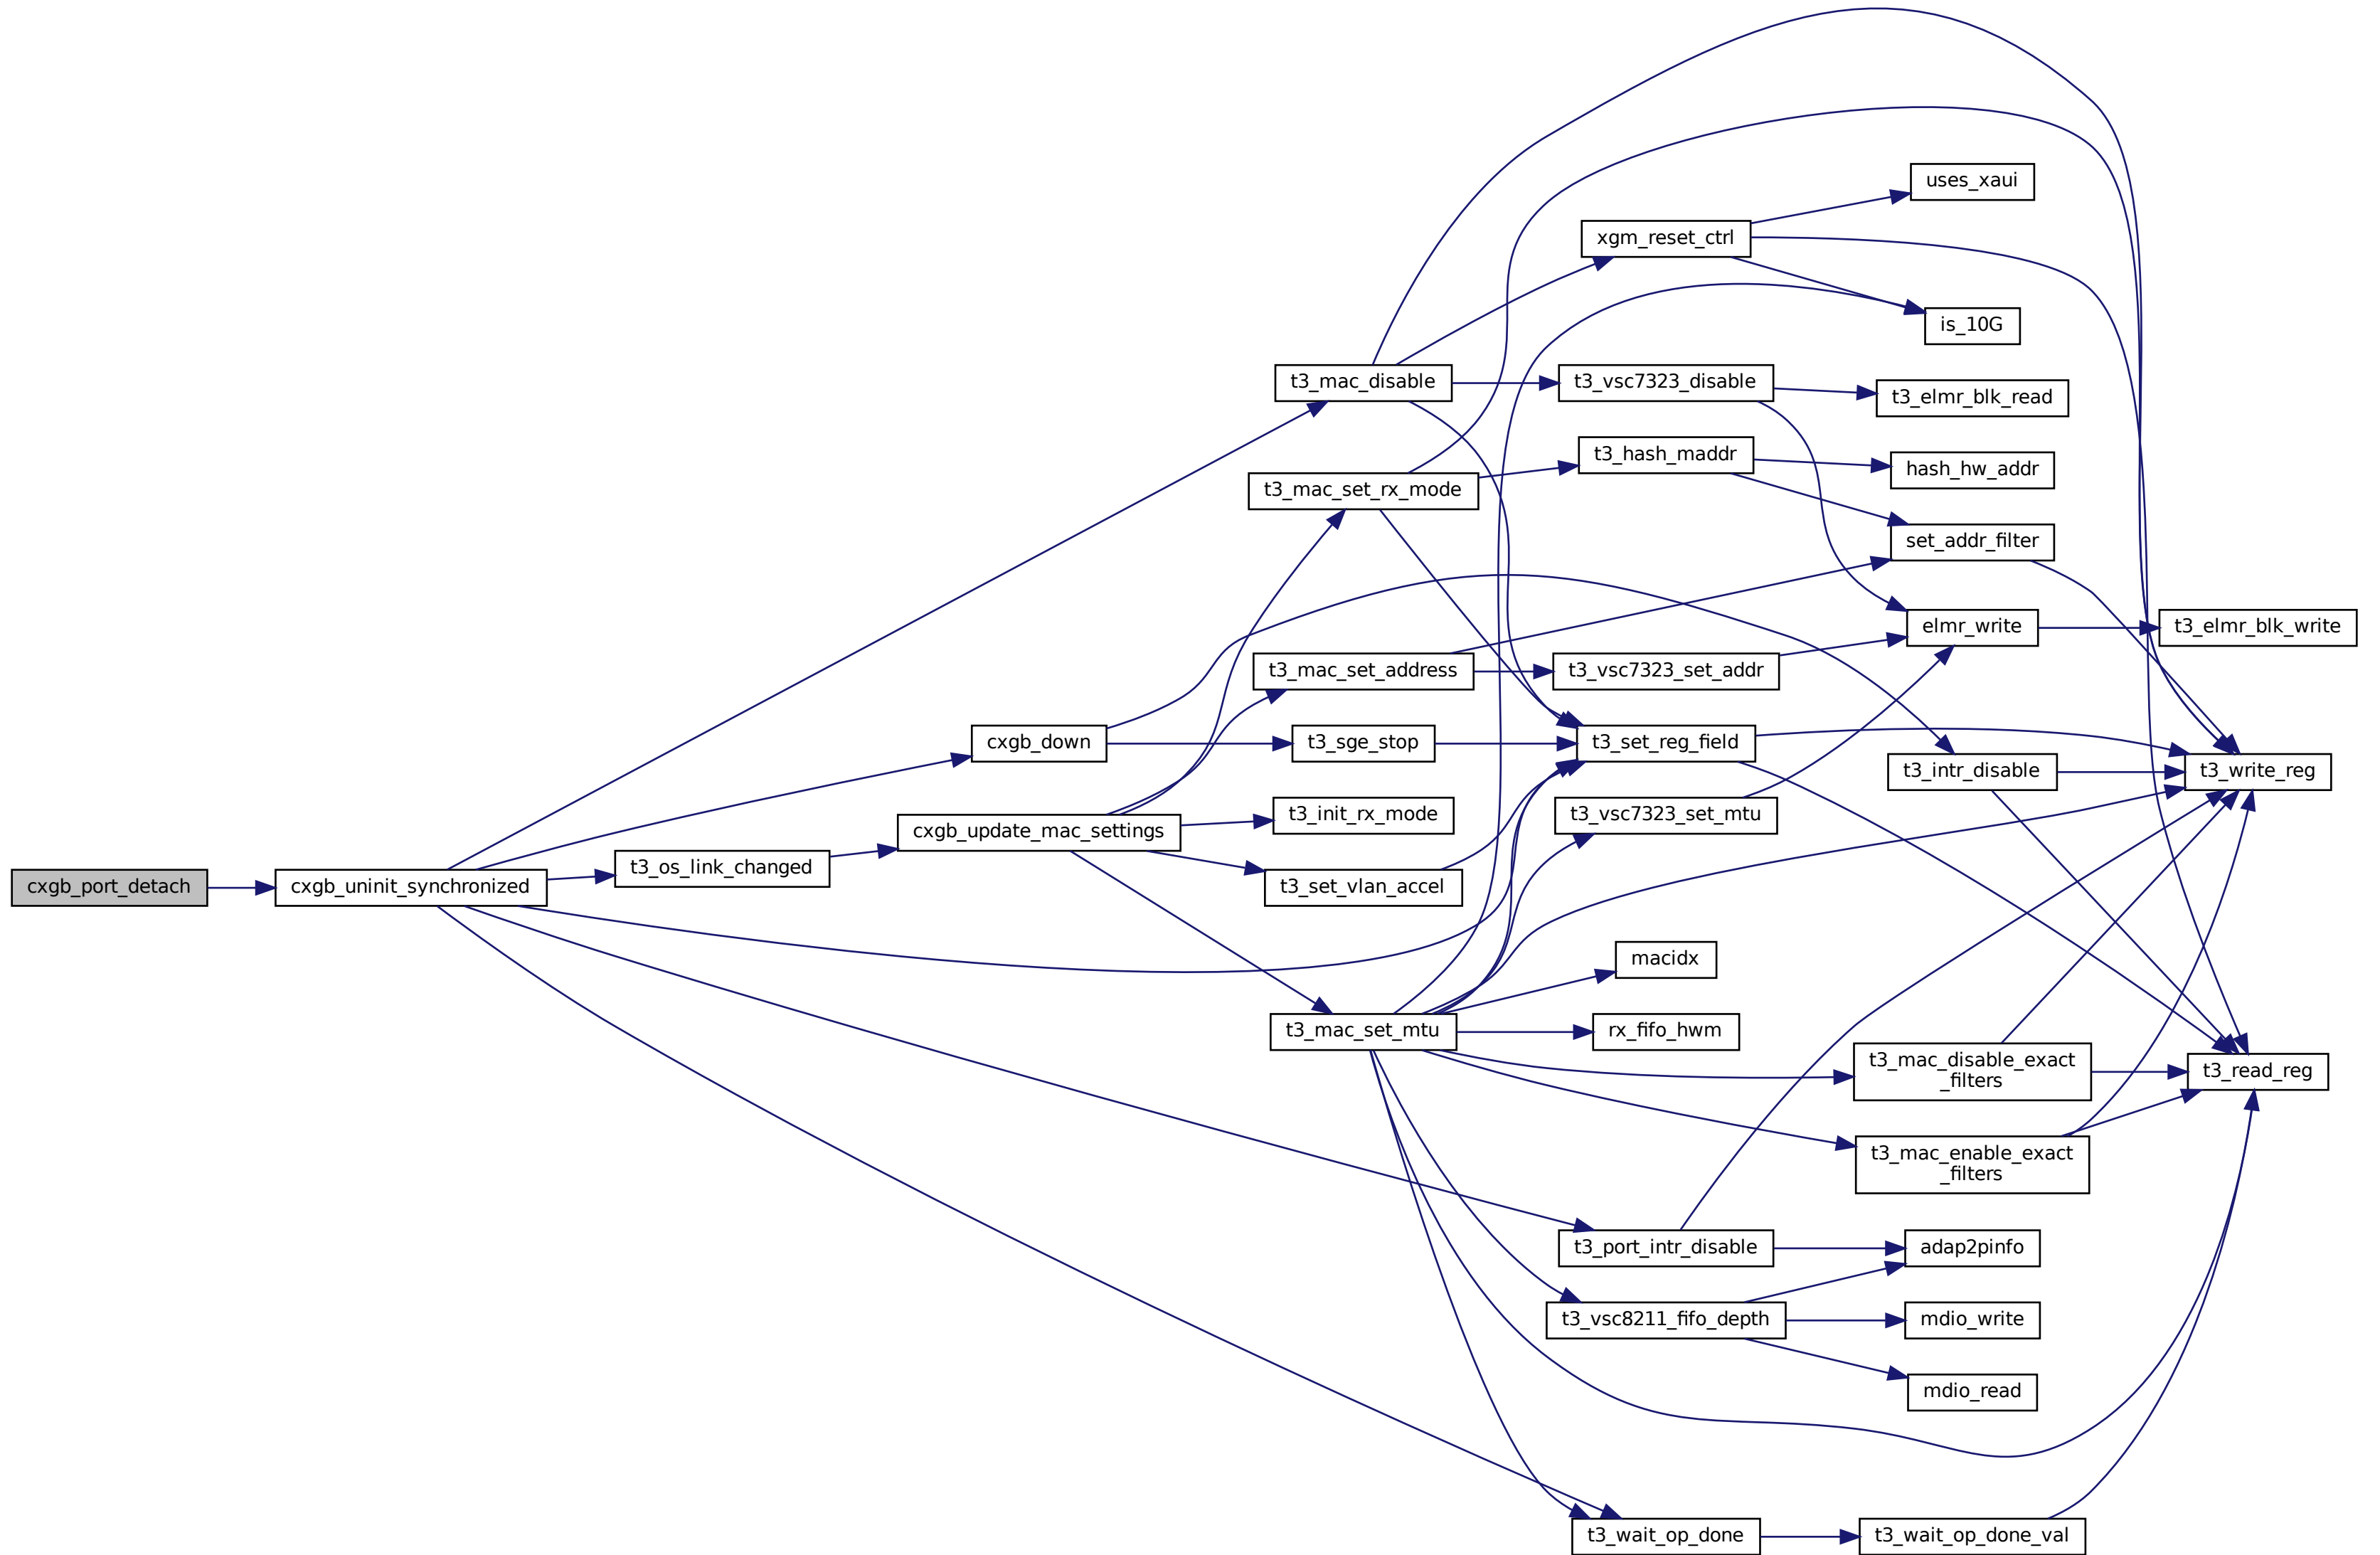 uses_xaui
xgm_reset_ctrl
is_10G
t3_mac_disable
t3_vsc7323_disable
t3_elmr_blk_read
t3_hash_maddr
hash_hw_addr
t3_mac_set_rx_mode
set_addr_filter
elmr_write
t3_elmr_blk_write
t3_mac_set_address
t3_vsc7323_set_addr
cxgb_down
t3_sge_stop
t3_set_reg_field
t3_intr_disable
t3_write_reg
t3_init_rx_mode
t3_vsc7323_set_mtu
cxgb_update_mac_settings
cxgb_port_detach
cxgb_uninit_synchronized
t3_os_link_changed
t3_set_vlan_accel
macidx
t3_mac_set_mtu
rx_fifo_hwm
t3_mac_disable_exact
_filters
t3_read_reg
t3_mac_enable_exact
_filters
t3_port_intr_disable
adap2pinfo
t3_vsc8211_fifo_depth
mdio_write
mdio_read
t3_wait_op_done
t3_wait_op_done_val